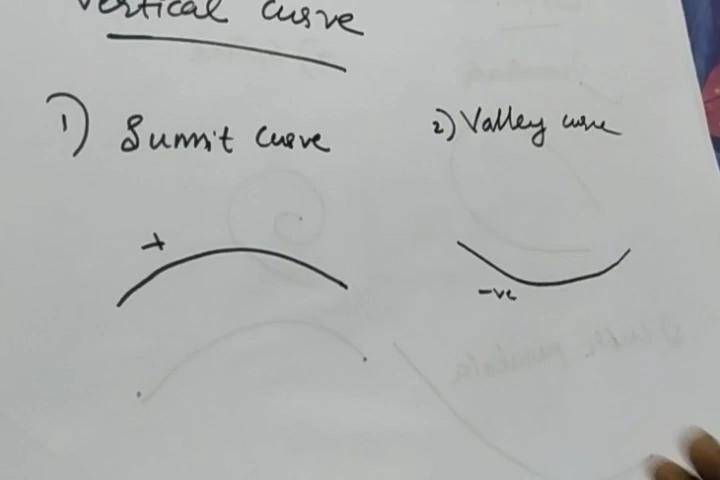 Vertical Curve
1) Summit Curve
2) Valley curve
+
-ve